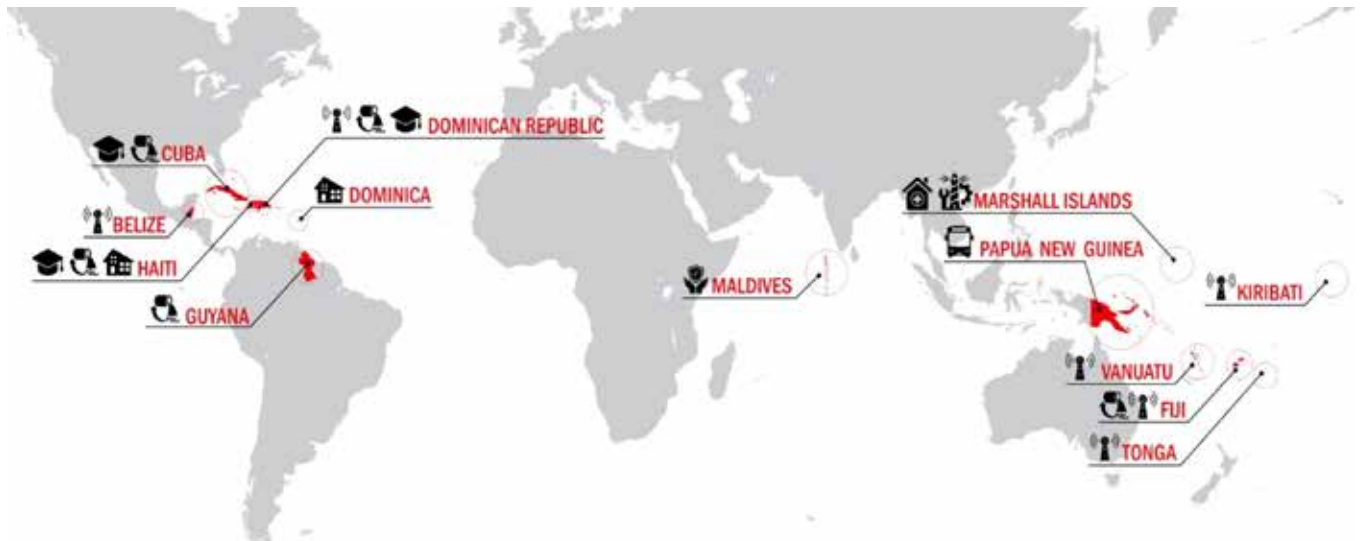 DOMINICAN REPUBLIC
CUBA
DOMINICA
MARSHALL ISLANDS
BELIZE
PAPUA NEW GUINEA
HAITI
MALDIVES
KIRIBATI
GUYANA
VANUATU
FIJI
TONGA